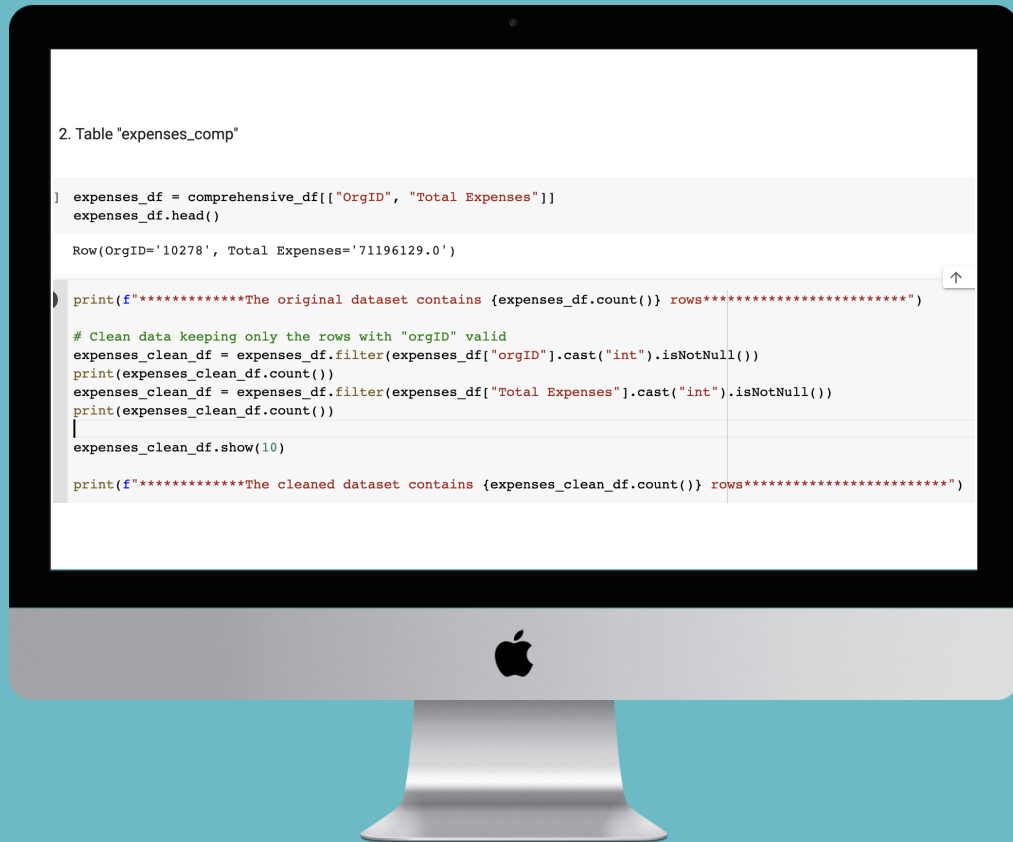 2. Table "expenses_comp"
] expenses_df = comprehensive_df[["OrgID", "Total Expenses"]]
expenses_df.head()
Row(OrgID='10278', Total Expenses='71196129.0')
print(f"*************The original dataset contains {expenses_df.count()} rows*************************")
# Clean data keeping only the rows with "orgID" valid
expenses_clean_df = expenses_df.filter(expenses_df["orgID"].cast("int").isNotNull())
print(expenses_clean_df.count())
expenses_clean_df = expenses_df.filter(expenses_df["Total Expenses"].cast("int").isNotNull())
print(expenses_clean_df.count())
expenses_clean_df.show(10)
print(f"*************The cleaned dataset contains {expenses_clean_df.count()} rows*************************")